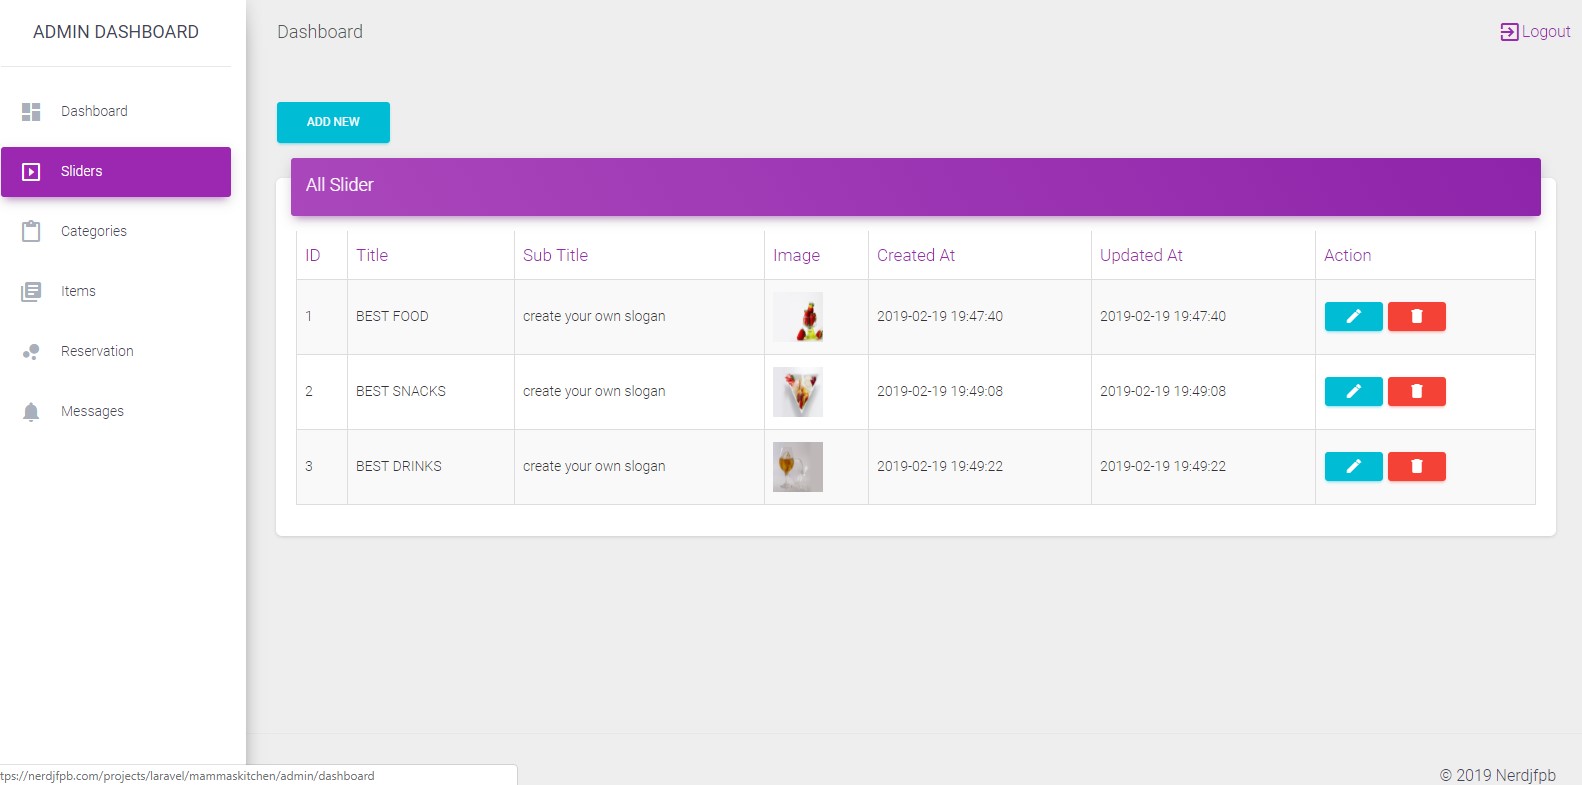 ADMIN DASHBOARD
Dashboard
Logout
Dashboard
Sliders
Categories
Items
Reservation
Messages
ADD NEW
All Slider
ID Title Sub Title Image Created At Updated At Action
1 BEST FOOD create your own slogan 2019-02-19 19:47:40 2019-02-19 19:47:40
2 BEST SNACKS create your own slogan 2019-02-19 19:49:08 2019-02-19 19:49:08
3 BEST DRINKS create your own slogan 2019-02-19 19:49:22 2019-02-19 19:49:22
tps://nerdjfpb.com/projects/laravel/mammaskitchen/admin/dashboard
© 2019 Nerdjfpb